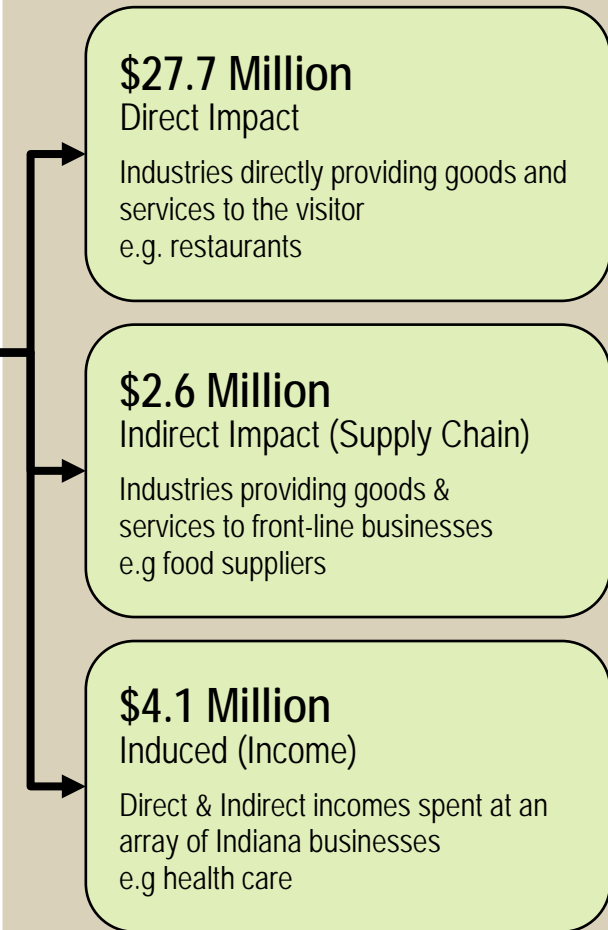 $27.7 Million
Direct Impact
Industries directly providing goods and
services to the visitor
e.g. restaurants
$2.6 Million
Indirect Impact (Supply Chain)
Industries providing goods &
services to front-line businesses
e.g food suppliers
$4.1 Million
Induced (Income)
Direct & Indirect incomes spent at an
array of Indiana businesses
e.g health care